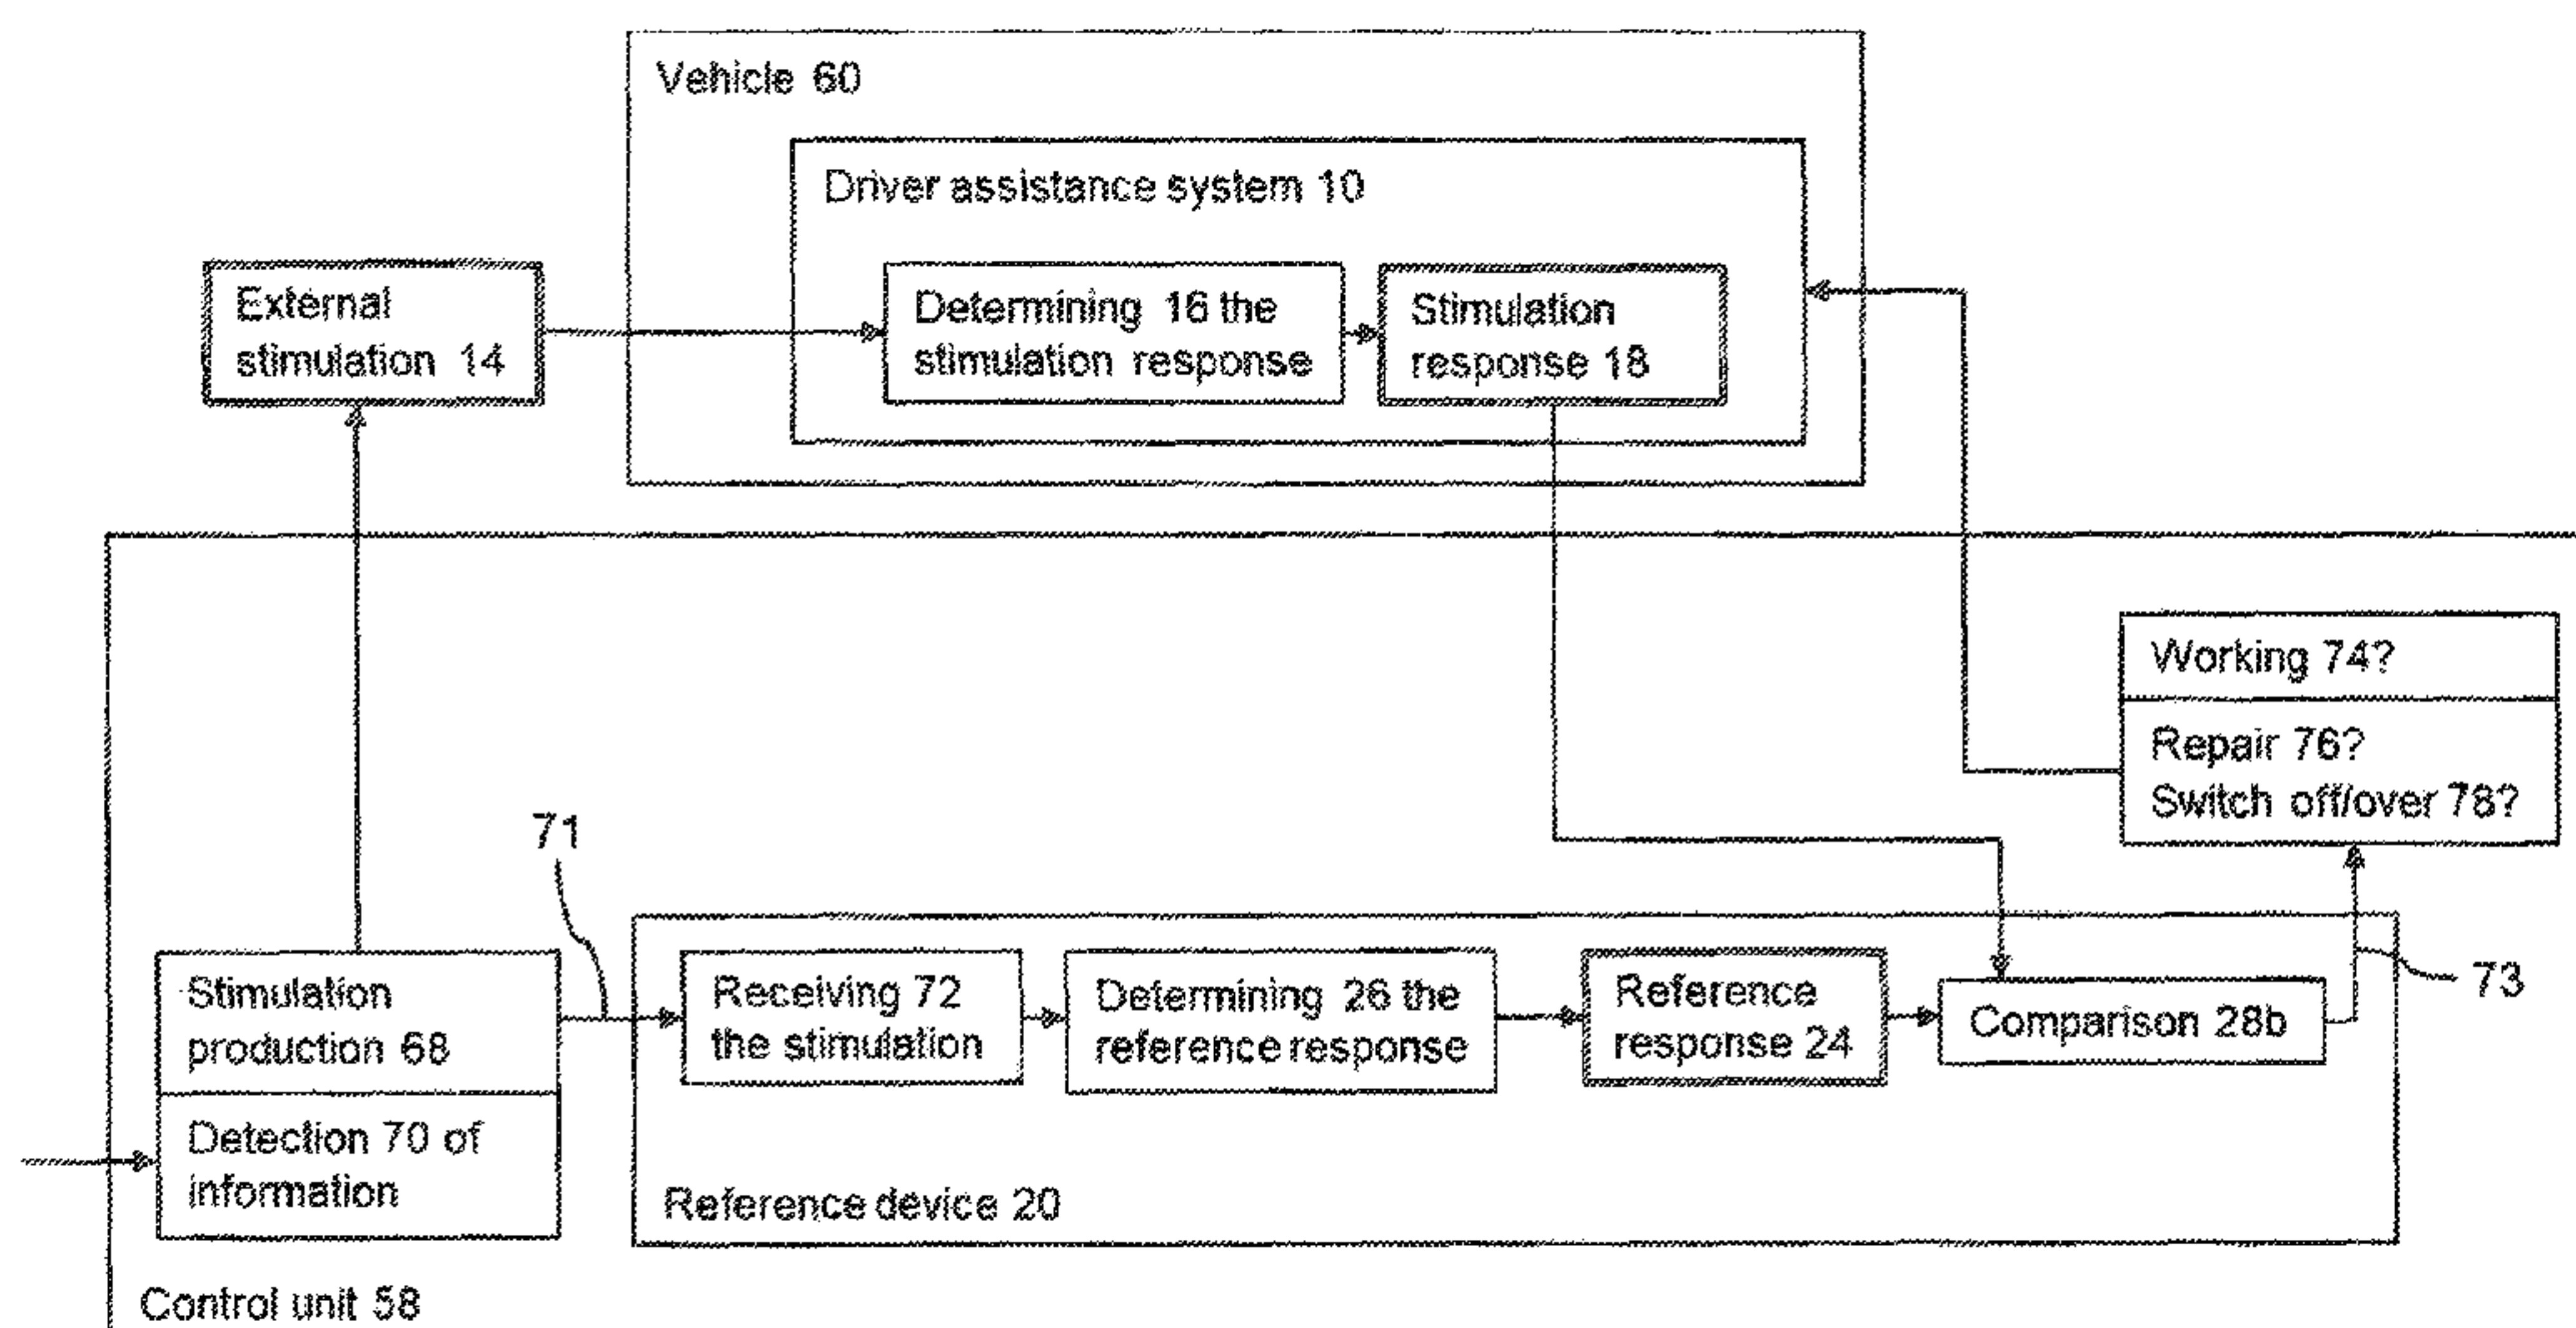 Vehicle 60
Driver assistance system 10
External
stimulation 14
Determining 16 the
stimulation response
Stimulation
response 18
Working 74?
Repair 76?
Switch off/over 78?
71
Stimulation
production 68
Detection 70 of
information
Receiving 72
the stimulation
Determining 26 the
reference response
Reference
response 24
Comparison 28b
73
Reference device 20
Control unit 58